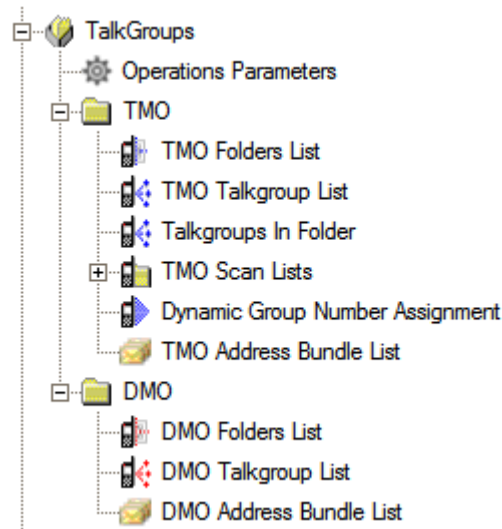 TalkGroups
Operations Parameters
TMO
TMO Folders List
TMO Talkgroup List
Talkgroups In Folder
TMO Scan Lists
Dynamic Group Number Assignment
TMO Address Bundle List
DMO
DMO Folders List
DMO Talkgroup List
DMO Address Bundle List